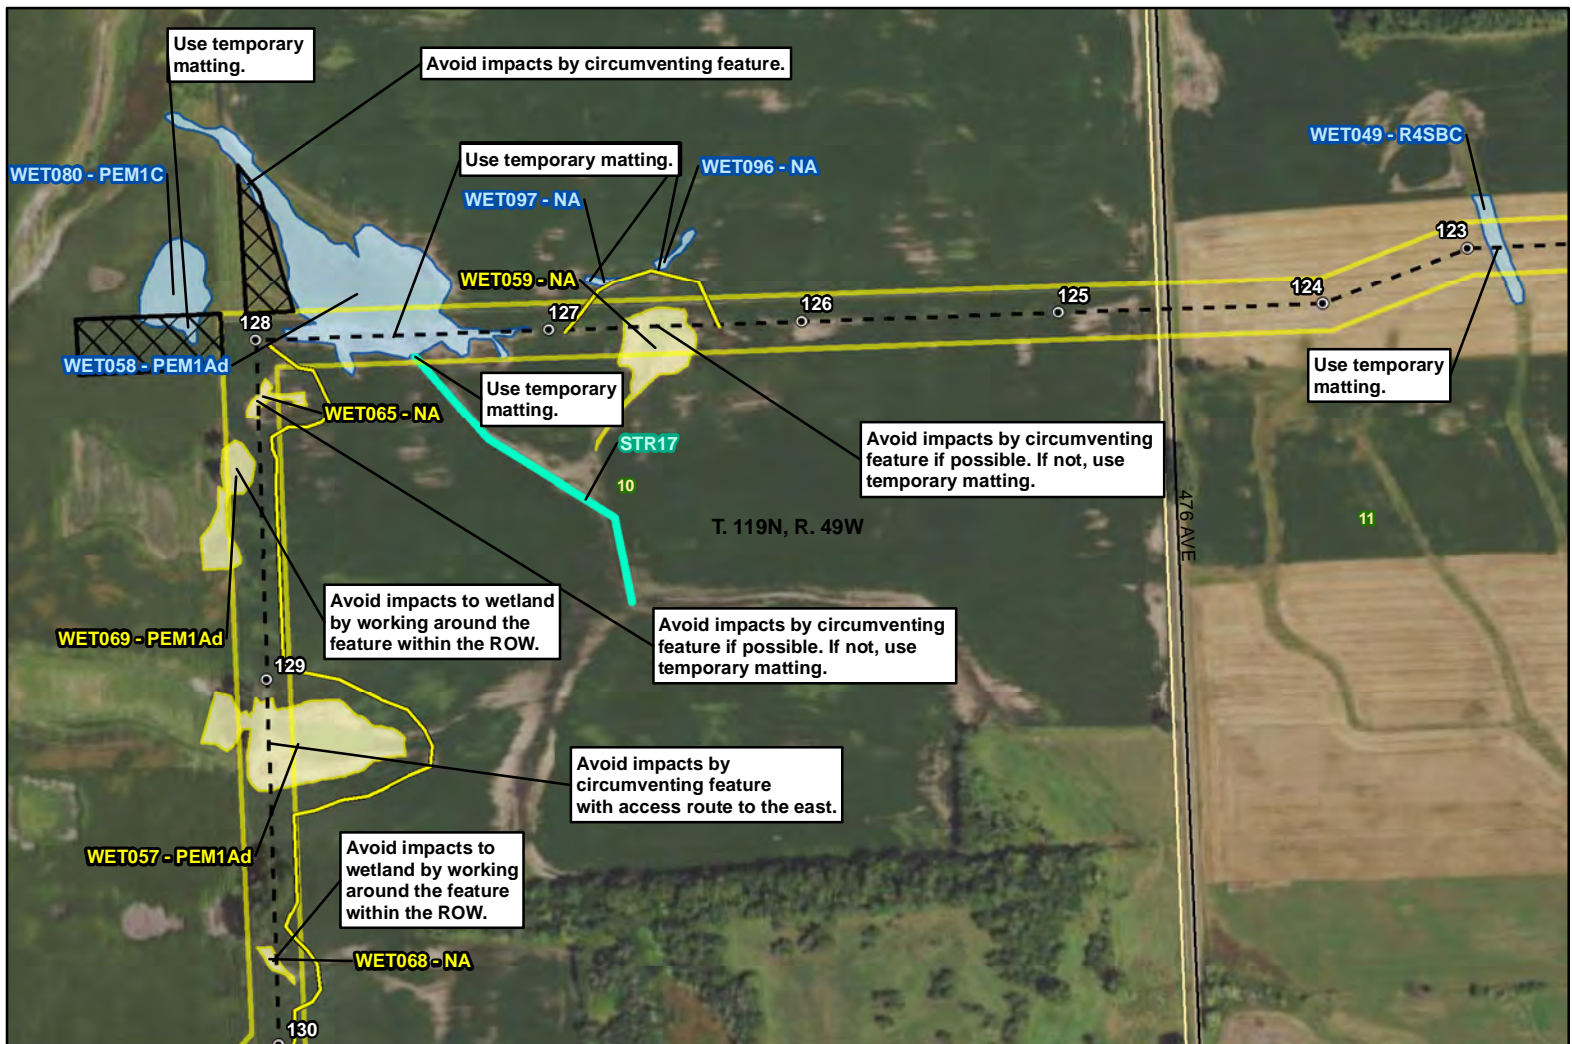 Use temporary
matting.
Avoid impacts by circumventing feature.
WET049 - R4SBC
Use temporary matting.
WET096 - NA
WET080 - PEM1C
WET097 - NA
123
WET059 - NA
124
125
126
127
128
WET058 - PEM1Ad
Use temporary
matting.
Use temporary
matting.
WET065 - NA
STR17
Avoid impacts by circumventing
feature if possible. If not, use
temporary matting.
10
T. 119N, R. 49W
476 AVE
11
Avoid impacts to wetland
by working around the
feature within the ROW.
WET069 - PEM1Ad
Avoid impacts by circumventing
feature if possible. If not, use
temporary matting.
129
Avoid impacts by
circumventing feature
with access route to the east.
WET057 - PEM1Ad
Avoid impacts to
wetland by working
around the feature
within the ROW.
WET068 - NA
130